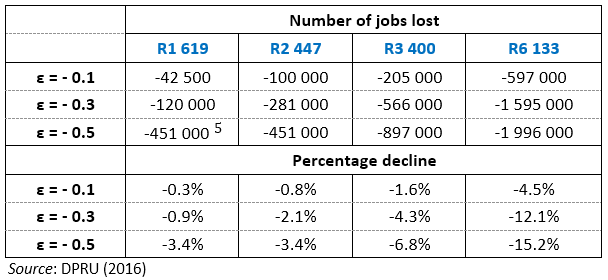 Number of jobs lost
R1 619 R2 447 R3 400 R6 133
ε = - 0.1 -42 500 -100 000 -205 000 -597 000
ε = - 0.3 -120 000 -281 000 -566 000 -1 595 000
ε = - 0.5 -451 000 5 -451 000 -897 000 -1 996 000
Percentage decline
ε = - 0.1 -0.3% -0.8% -1.6% -4.5%
ε = - 0.3 -0.9% -2.1% -4.3% -12.1%
ε = - 0.5 -3.4% -3.4% -6.8% -15.2%
Source: DPRU (2016)